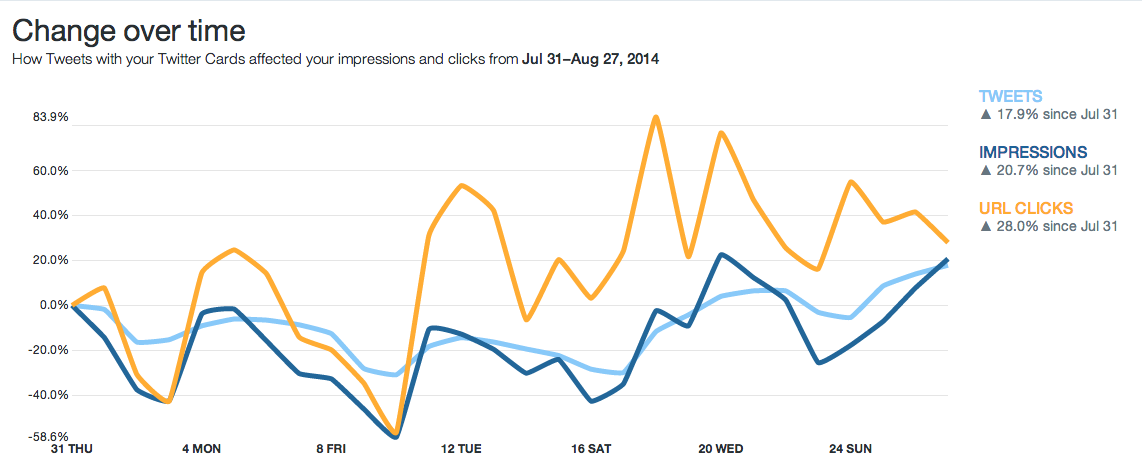 Change over time
How Tweets with your Twitter Cards affected your impressions and clicks from Jul 31–Aug 27, 2014
83.9%
60.0%
40.0%
20.0%
0.0%
-20.0%
-40.0%
-58.6%
31 THU 4 MON 8 FRI 12 TUE 16 SAT 20 WED 24 SUN
TWEETS
▲ 17.9% since Jul 31
IMPRESSIONS
▲ 20.7% since Jul 31
URL CLICKS
▲ 28.0% since Jul 31